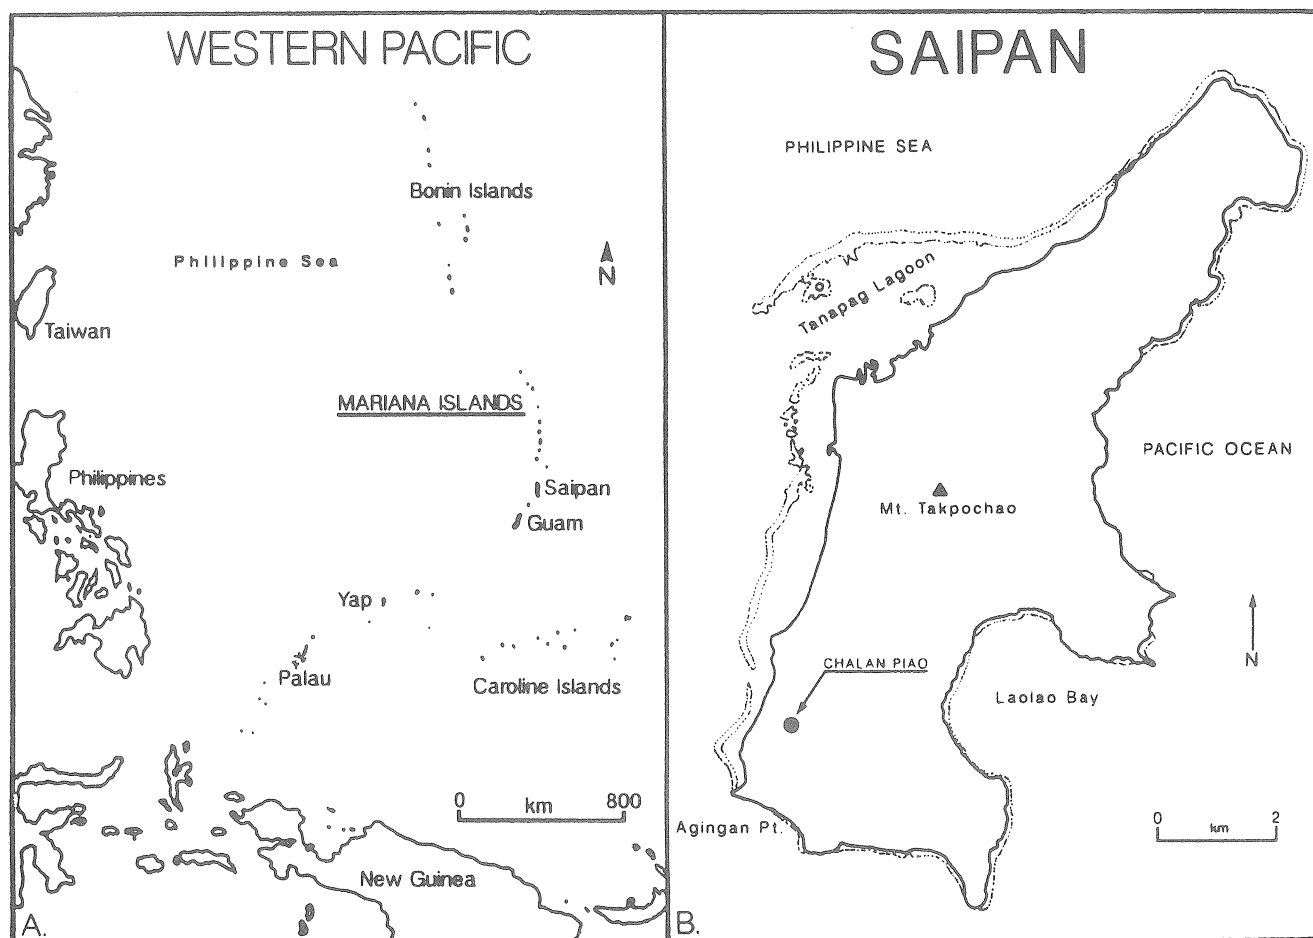 WESTERN PACIFIC
Bonin Islands
Philippine Sea
N
Taiwan
MARIANA ISLANDS
Philippines
Saipan
Guam
Yap
Palau
Caroline Islands
0 km 800
New Guinea
A.
SAIPAN
PHILIPPINE SEA
Tanapag Lagoon
PACIFIC OCEAN
Mt. Takpochao
N
CHALAN PIAO
Laolao Bay
Agingan Pt.
0 km 2
B.